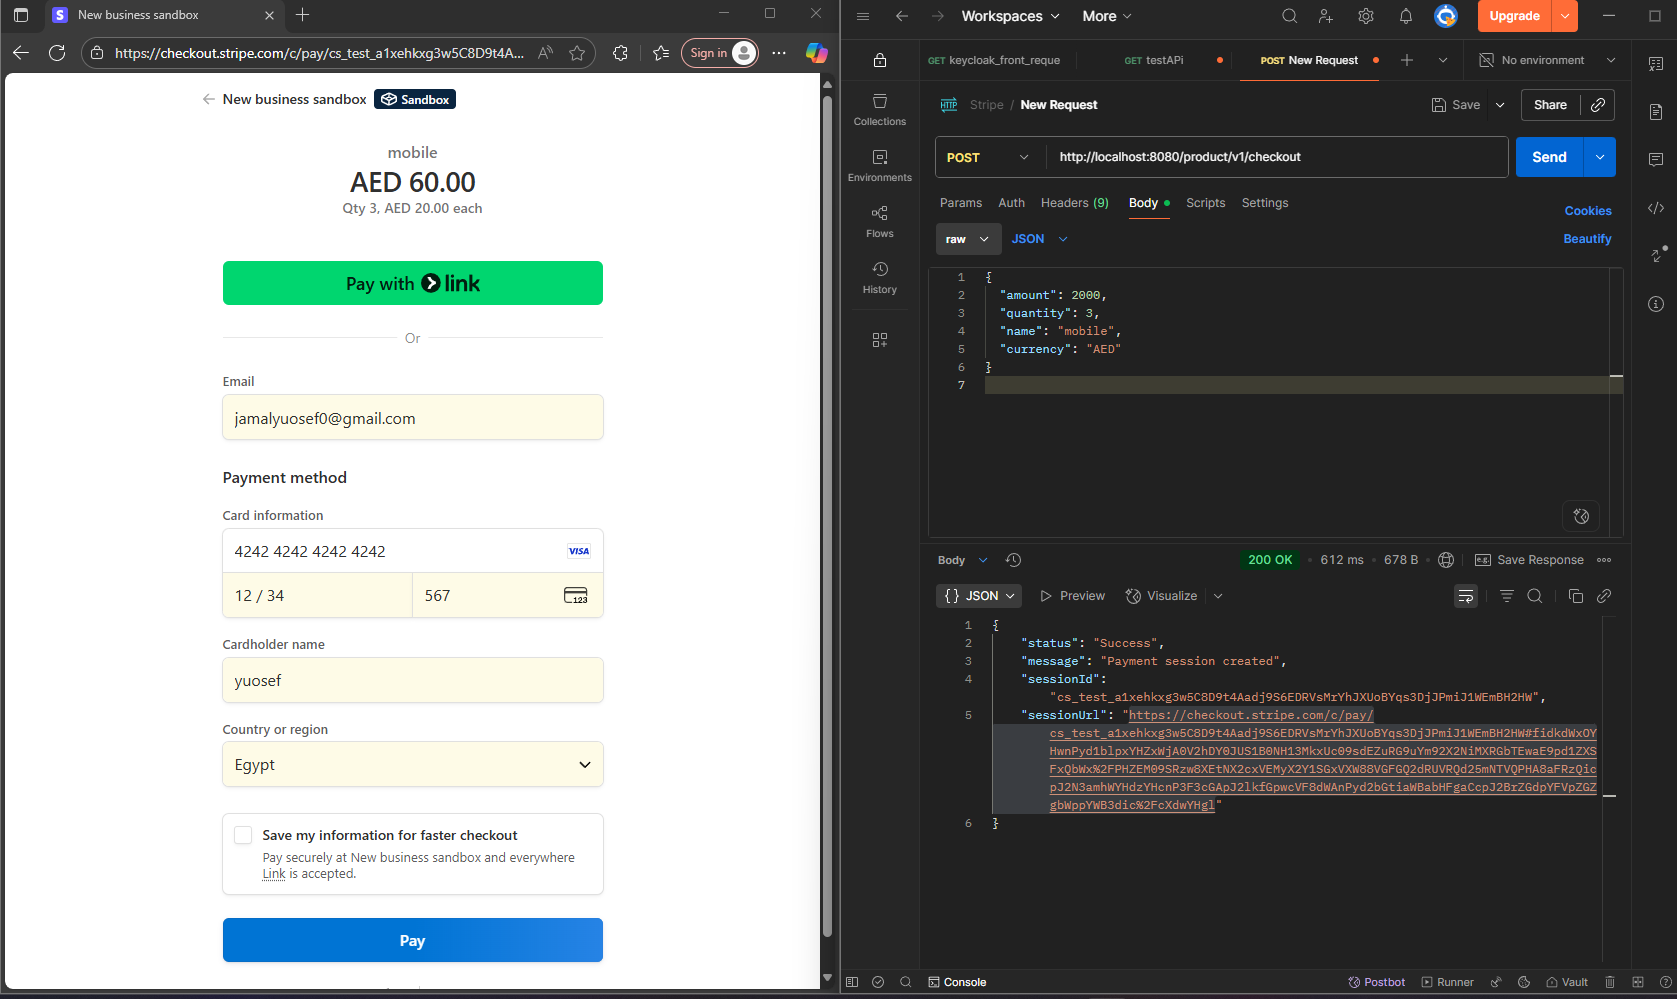 New business sandbox
https://checkout.stripe.com/c/pay/cs_test_a1xehkxg3w5C8D9t4A...
Sign in
New business sandbox
Sandbox
mobile
AED 60.00
Qty 3, AED 20.00 each
Pay with link
Or
Email
jamalyuosef0@gmail.com
Payment method
Card information
4242 4242 4242 4242
VISA
12 / 34
567
123
Cardholder name
yuosef
Country or region
Egypt
Save my information for faster checkout
Pay securely at New business sandbox and everywhere
Link is accepted.
Pay
Workspaces
More
Upgrade
GET keycloak_front_reque
GET testAPi
POST New Request
No environment
Collections
Environments
Flows
History
HTTP Stripe / New Request
Save
Share
POST
http://localhost:8080/product/v1/checkout
Send
Params
Auth
Headers (9)
Body
Scripts
Settings
Cookies
raw
JSON
Beautify
1 {
2 "amount": 2000,
3 "quantity": 3,
4 "name": "mobile",
5 "currency": "AED"
6 }
7
Body
200 OK
612 ms
678 B
e.g. Save Response
{} JSON
Preview
Visualize
1 {
2 "status": "Success",
3 "message": "Payment session created",
4 "sessionId":
"cs_test_a1xehkxg3w5C8D9t4Aadj9S6EDRVsMrYhJXUoBYqs3DjJPmiJ1WEmBH2HW",
5 "sessionUrl": "https://checkout.stripe.com/c/pay/
cs_test_a1xehkxg3w5C8D9t4Aadj9S6EDRVsMrYhJXUoBYqs3DjJPmiJ1WEmBH2HW#fidkdWxOY
HwnPyd1blpxYHZxWjA0V2hDY0JUS1B0NH13MkxUc09sdEZuRG9uYm92X2NiMXRGbTEwaE9pd1ZXS
FxQbWx%2FPHZEM09SRzw8XEtNX2cxVEMyX2Y1SGxVXW88VGFGQ2dRUVRQd25mNTVQPHA8aFRzQic
pJ2N3amhWYHdzYHcnP3F3cGApJ2lkfGpwcVF8dWAnPyd2bGtiaWBabHFgaCcpJ2BrZGdpYFVpZGZ
gbWppYWB3dic%2FcXdwYHgl"
6 }
Console
Postbot
Runner
Vault